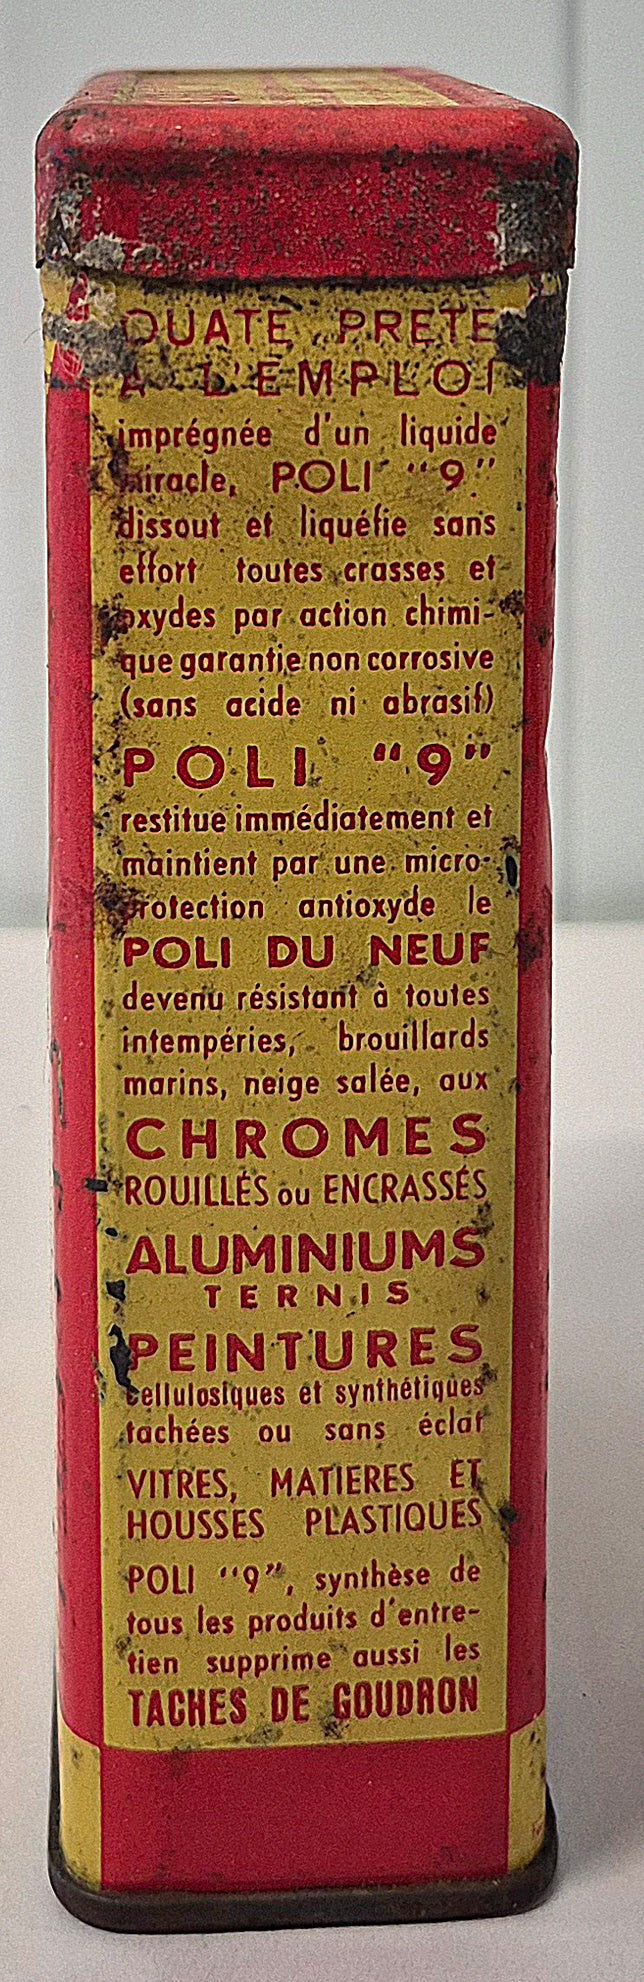 OUATE PRETE
A L'EMPLOI
imprégnée d'un liquide
miracle, POLI "9"
dissout et liquéfie sans
effort toutes crasses et
oxydes par action chimi-
que garantie non corrosive
(sans acide ni abrasif)
POLI "9"
restitue immédiatement et
maintient par une micro-
protection antioxyde le
POLI DU NEUF
devenu résistant à toutes
intempéries, brouillards
marins, neige salée, aux
CHROMES
ROUILLÉS ou ENCRASSÉS
ALUMINIUMS
TERNIS
PEINTURES
cellulosiques et synthétiques
tachées ou sans éclat
VITRES, MATIERES ET
HOUSSES PLASTIQUES
POLI "9", synthèse de
tous les produits d'entre-
tien supprime aussi les
TACHES DE GOUDRON